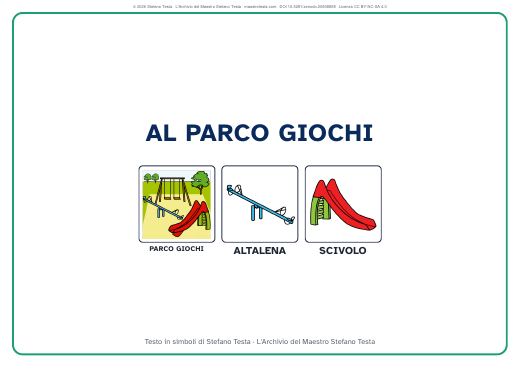 AL PARCO GIOCHI
PARCO GIOCHI
ALTALENA
SCIVOLO
Testo in simboli di Stefano Testa - L'Archivio del Maestro Stefano Testa